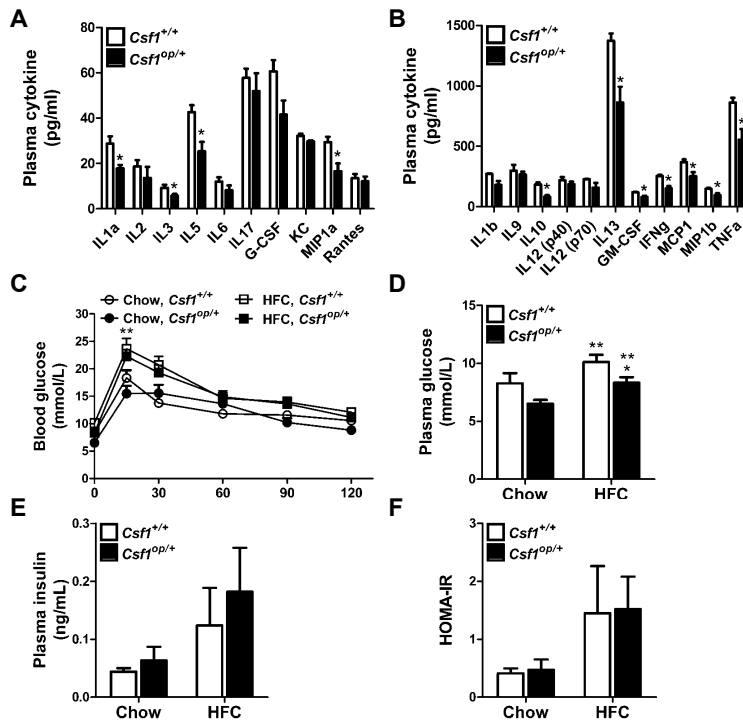 A
Csf1+/+
Csf1op/+
Plasma cytokine
(pg/ml)
80
60
40
20
0
IL1a
IL2
IL3
IL5
IL6
IL17
G-CSF
KC
MIP1a
Rantes
*
*
*
*
B
Csf1+/+
Csf1op/+
Plasma cytokine
(pg/ml)
1500
1000
500
0
IL1b
IL9
IL10
IL12 (p40)
IL12 (p70)
IL13
GM-CSF
IFNg
MCP1
MIP1b
TNFa
*
*
*
*
*
*
*
C
Chow, Csf1+/+
HFC, Csf1+/+
Chow, Csf1op/+
HFC, Csf1op/+
Blood glucose
(mmol/L)
30
25
20
15
10
5
0
**
0
30
60
90
120
D
Csf1+/+
Csf1op/+
Plasma glucose
(mmol/L)
15
10
5
0
**
**
*
Chow
HFC
E
Csf1+/+
Csf1op/+
Plasma insulin
(ng/mL)
0.3
0.2
0.1
0.0
Chow
HFC
F
Csf1+/+
Csf1op/+
HOMA-IR
3
2
1
0
Chow
HFC